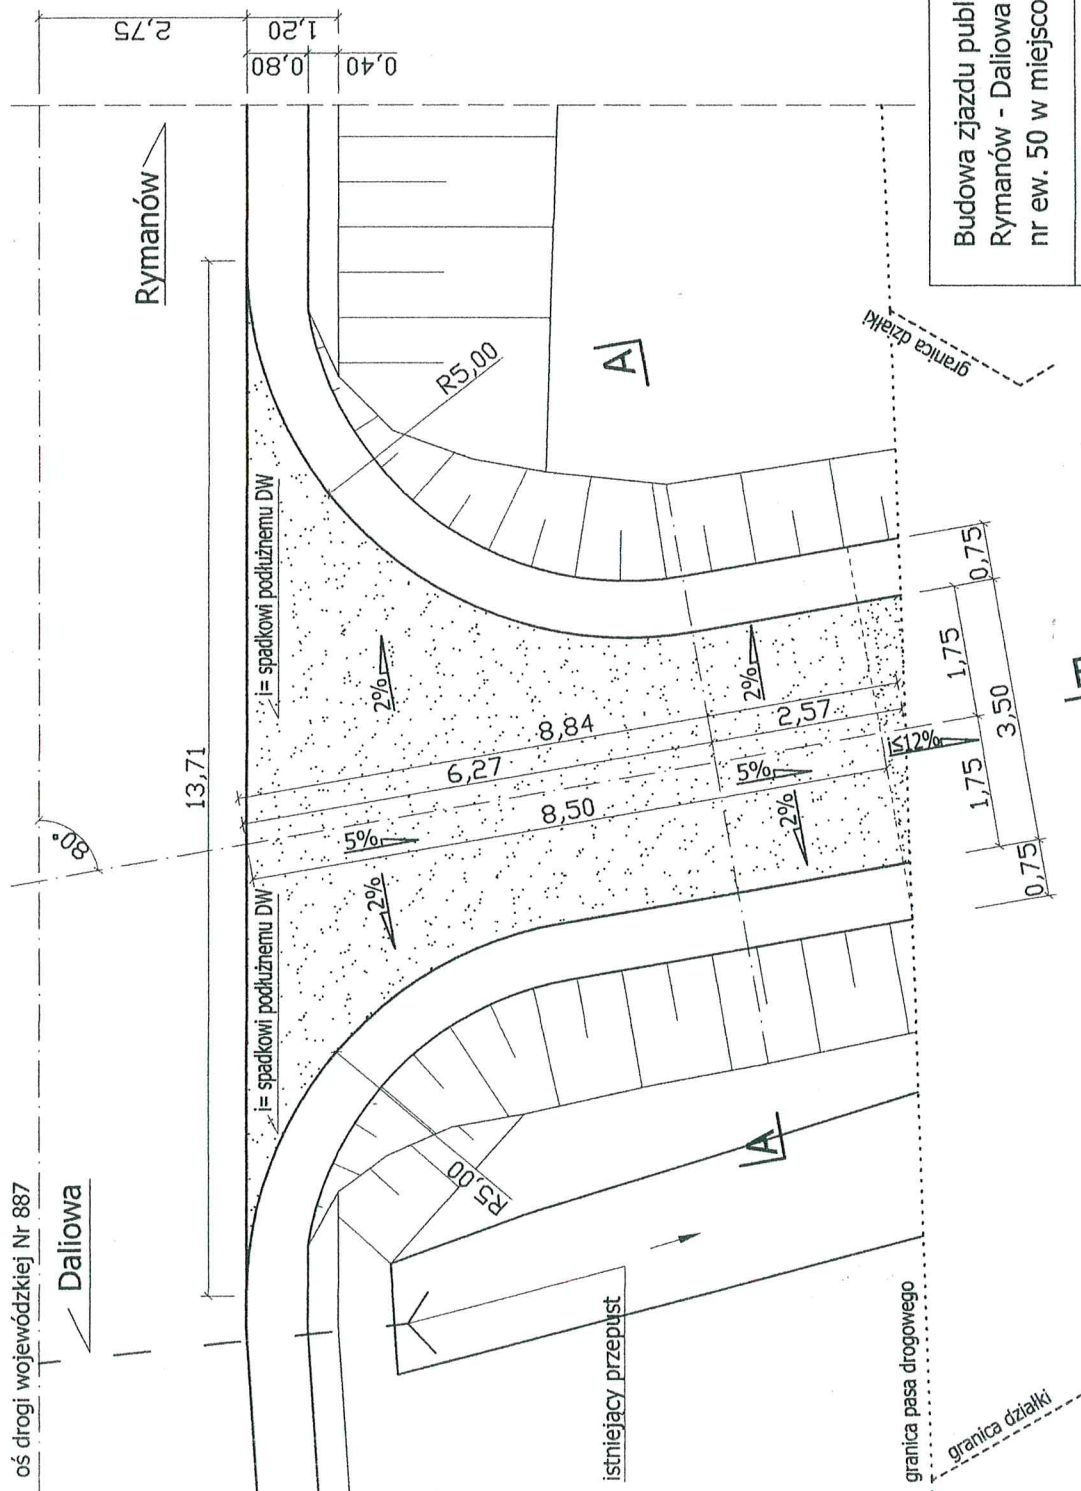 oś drogi wojewódzkiej Nr 887
Daliowa
Rymanów
2,75
1,20
0,80
0,40
13,71
80°
i= spadkowi podłużnemu DW
i= spadkowi podłużnemu DW
R5,00
R5,00
2%
2%
5%
6,27
8,84
8,50
2,57
5%
2%
2%
i≤12%
A
A
1,75
1,75
3,50
0,75
0,75
istniejący przepust
granica pasa drogowego
granica działki
granica działki
Budowa zjazdu publ
Rymanów - Daliowa
nr ew. 50 w miejsco